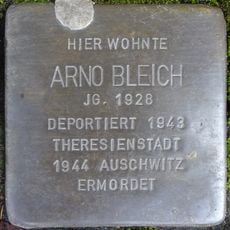 HIER WOHNTE
ARNO BLEICH
JG. 1928
DEPORTIERT 1943
THERESIENSTADT
1944 AUSCHWITZ
ERMORDET